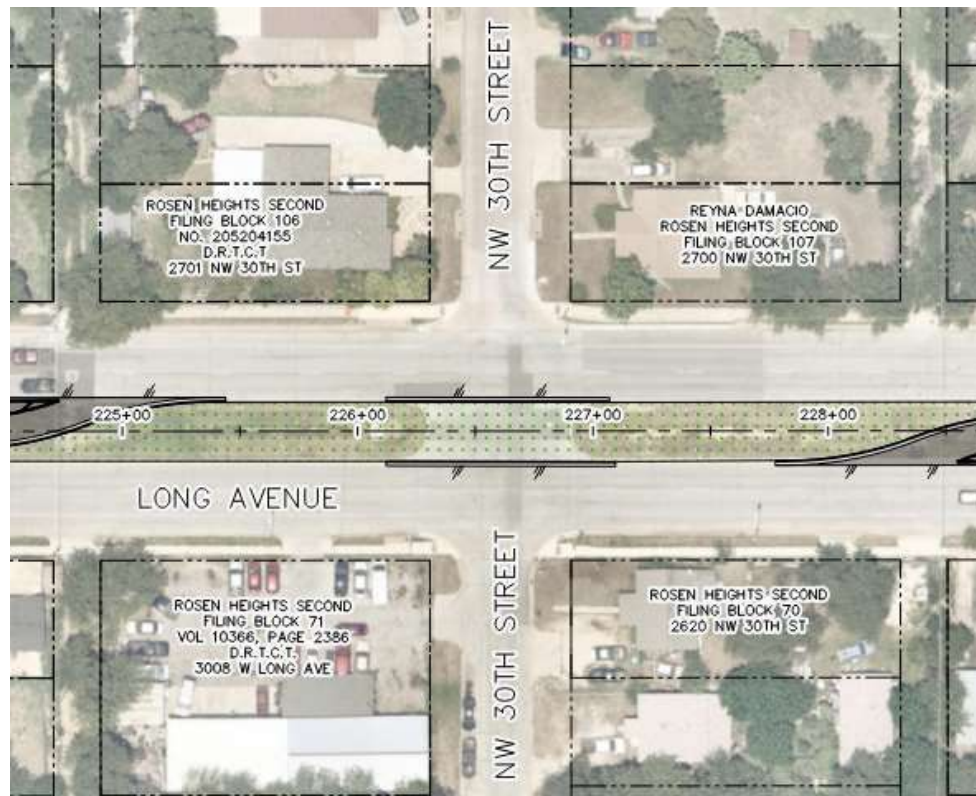 NW 30TH STREET
ROSEN HEIGHTS SECOND
FILING BLOCK 106
NO. 205204155
D.R.T.C.T
2701 NW 30TH ST
REYNA DAMACIO
ROSEN HEIGHTS SECOND
FILING BLOCK 107
2700 NW 30TH ST
225+00
226+00
227+00
228+00
LONG AVENUE
NW 30TH STREET
ROSEN HEIGHTS SECOND
FILING BLOCK 71
VOL 10366, PAGE 2386
D.R.T.C.T.
3008 W LONG AVE
ROSEN HEIGHTS SECOND
FILING BLOCK 70
2620 NW 30TH ST